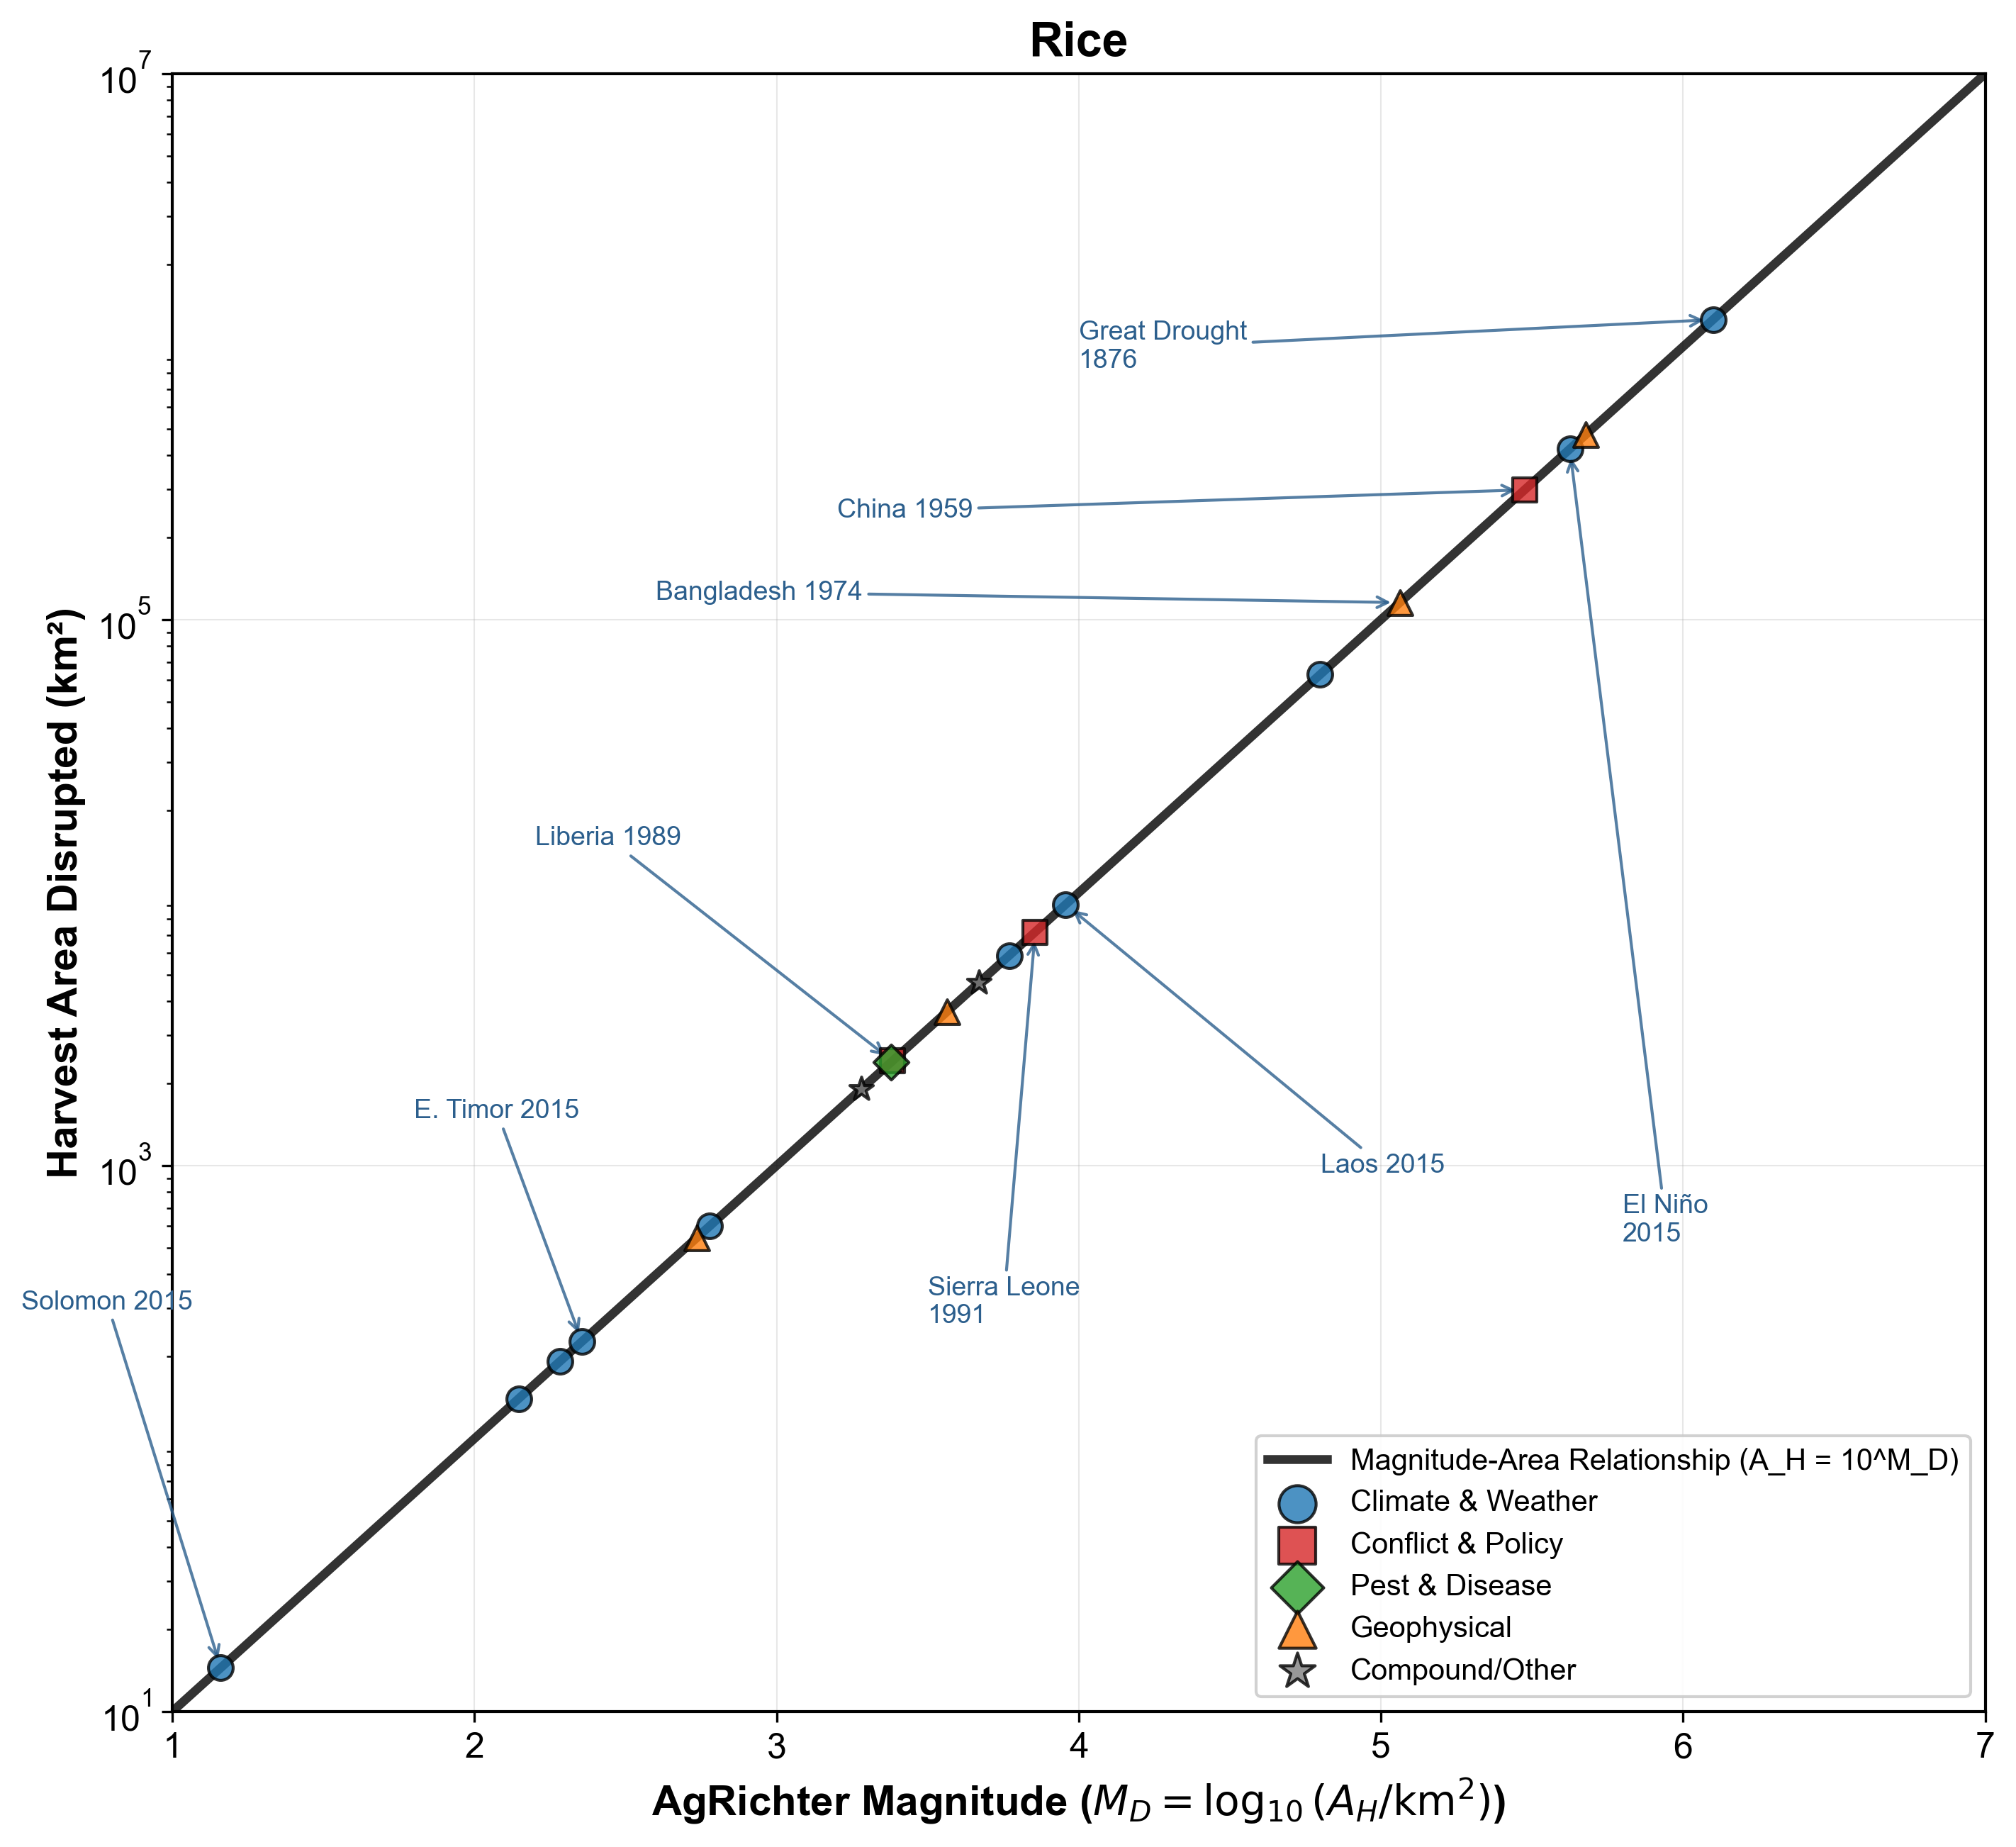 Rice
10^7
10^5
10^3
10^1
Harvest Area Disrupted (km²)
Great Drought
1876
China 1959
Bangladesh 1974
Liberia 1989
E. Timor 2015
Laos 2015
El Niño
2015
Sierra Leone
1991
Solomon 2015
Magnitude-Area Relationship (A_H = 10^M_D)
Climate & Weather
Conflict & Policy
Pest & Disease
Geophysical
Compound/Other
1 2 3 4 5 6 7
AgRichter Magnitude (M_D = log₁₀ (A_H/km²))